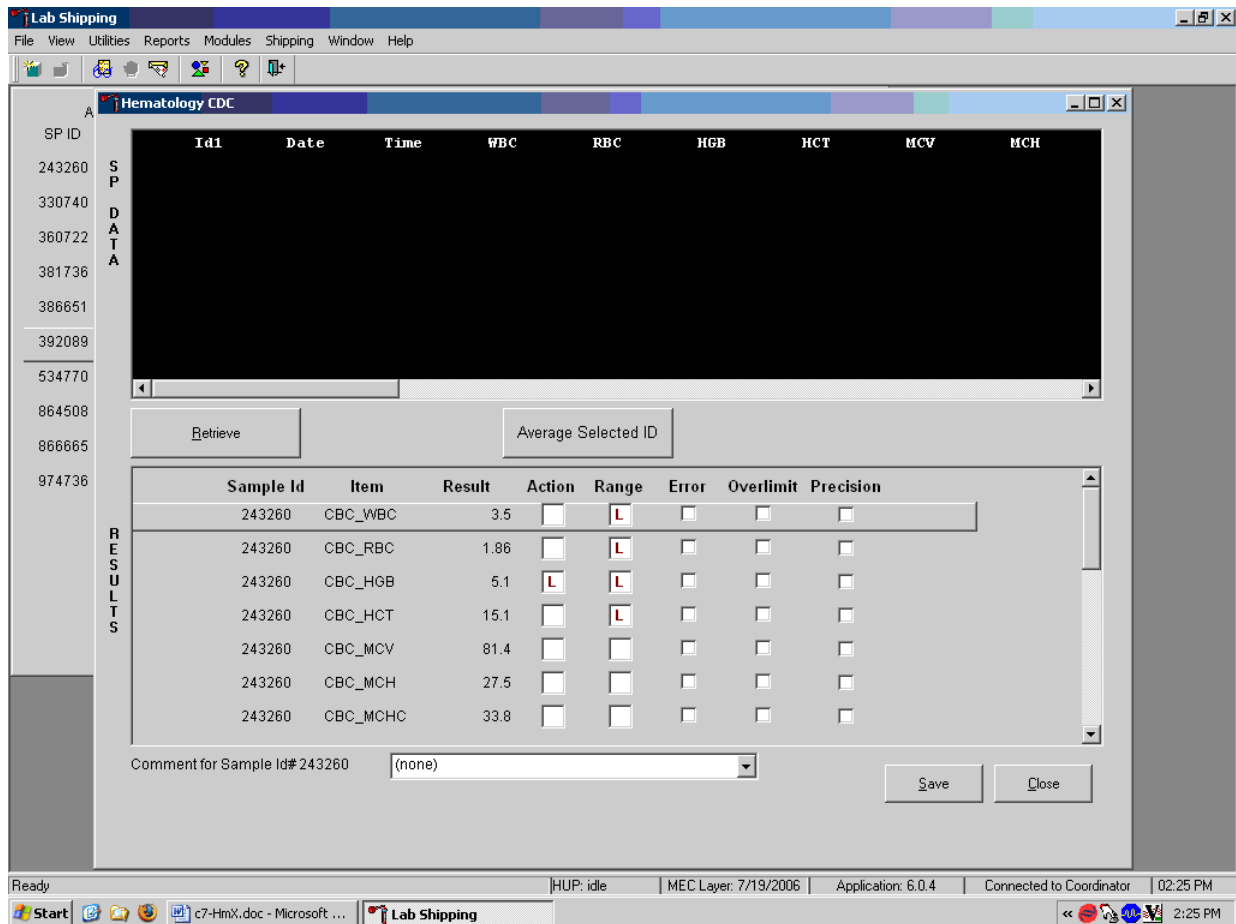 Lab Shipping
File View Utilities Reports Modules Shipping Window Help
Hematology CDC
A
SP ID
243260
330740
360722
381736
386651
392089
534770
864508
866665
974736
SP DATA
Id1 Date Time WBC RBC HGB HCT MCV MCH
Retrieve
Average Selected ID
RESULTS
Sample Id Item Result Action Range Error Overlimit Precision
243260 CBC_WBC 3.5 L
243260 CBC_RBC 1.86 L
243260 CBC_HGB 5.1 L L
243260 CBC_HCT 15.1 L
243260 CBC_MCV 81.4
243260 CBC_MCH 27.5
243260 CBC_MCHC 33.8
Comment for Sample Id# 243260 (none)
Save Close
Ready HUP: idle MEC Layer: 7/19/2006 Application: 6.0.4 Connected to Coordinator 02:25 PM
Start c7-HmX.doc - Microsoft ... Lab Shipping « 2:25 PM